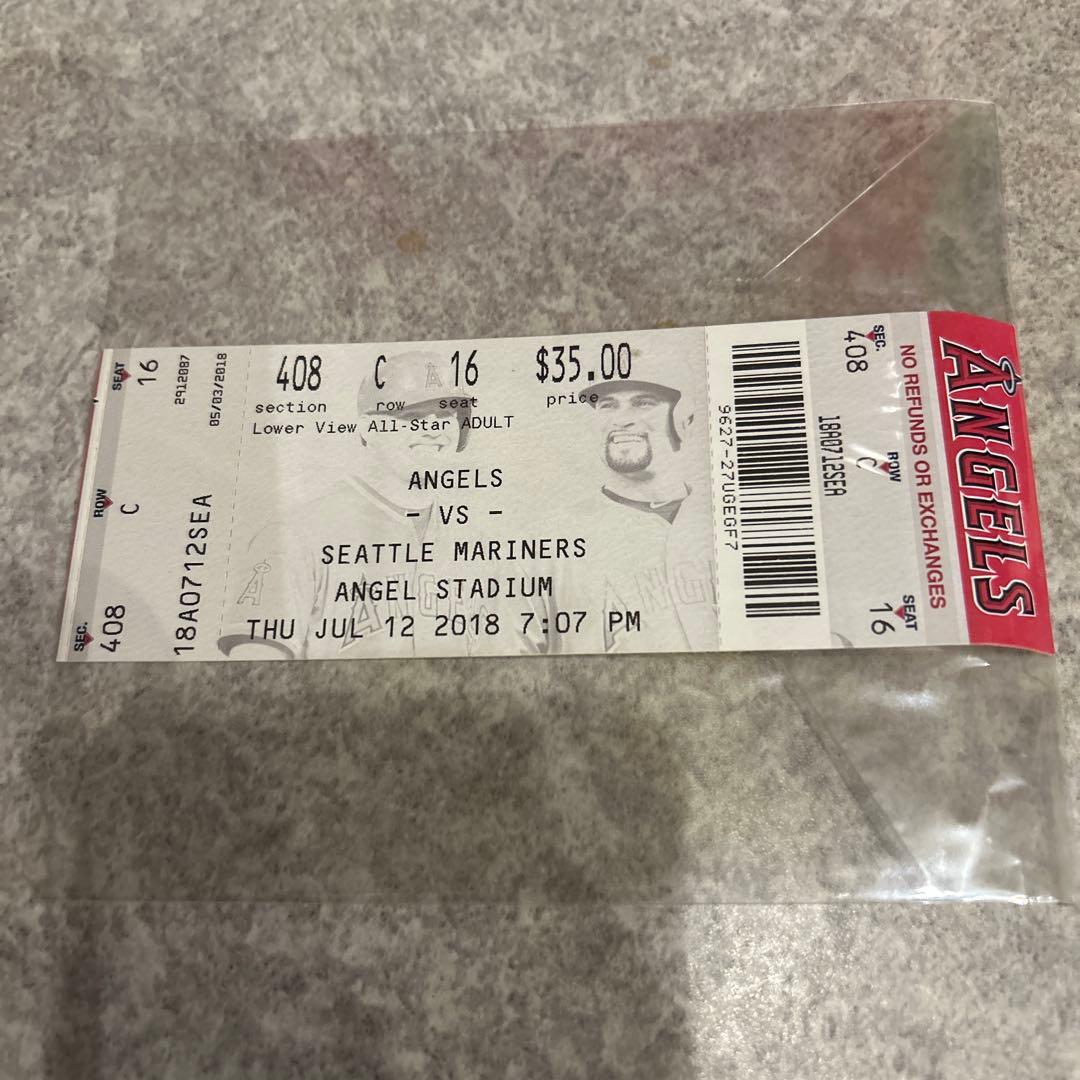 SEAT 16
ROW C
SEC. 408
2912087
05/03/2018
18A0712SEA
408 C 16 $35.00
section row seat price
Lower View All-Star ADULT
ANGELS
- VS -
SEATTLE MARINERS
ANGEL STADIUM
THU JUL 12 2018 7:07 PM
9627-27UGEGF7
18A0712SEA
SEC. 408
ROW C
SEAT 16
NO REFUNDS OR EXCHANGES
ANGELS